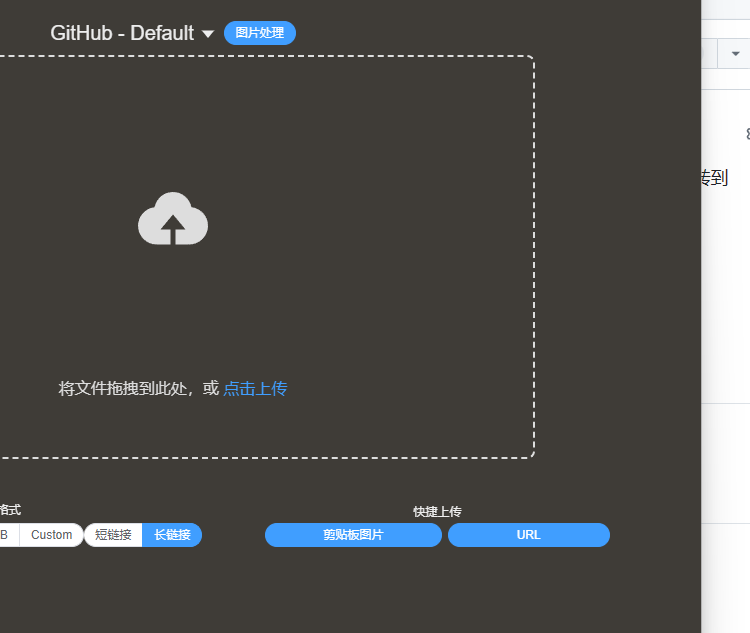 GitHub - Default
图片处理
转到
将文件拖拽到此处，或 点击上传
格式
快捷上传
B
Custom
短链接
长链接
剪贴板图片
URL